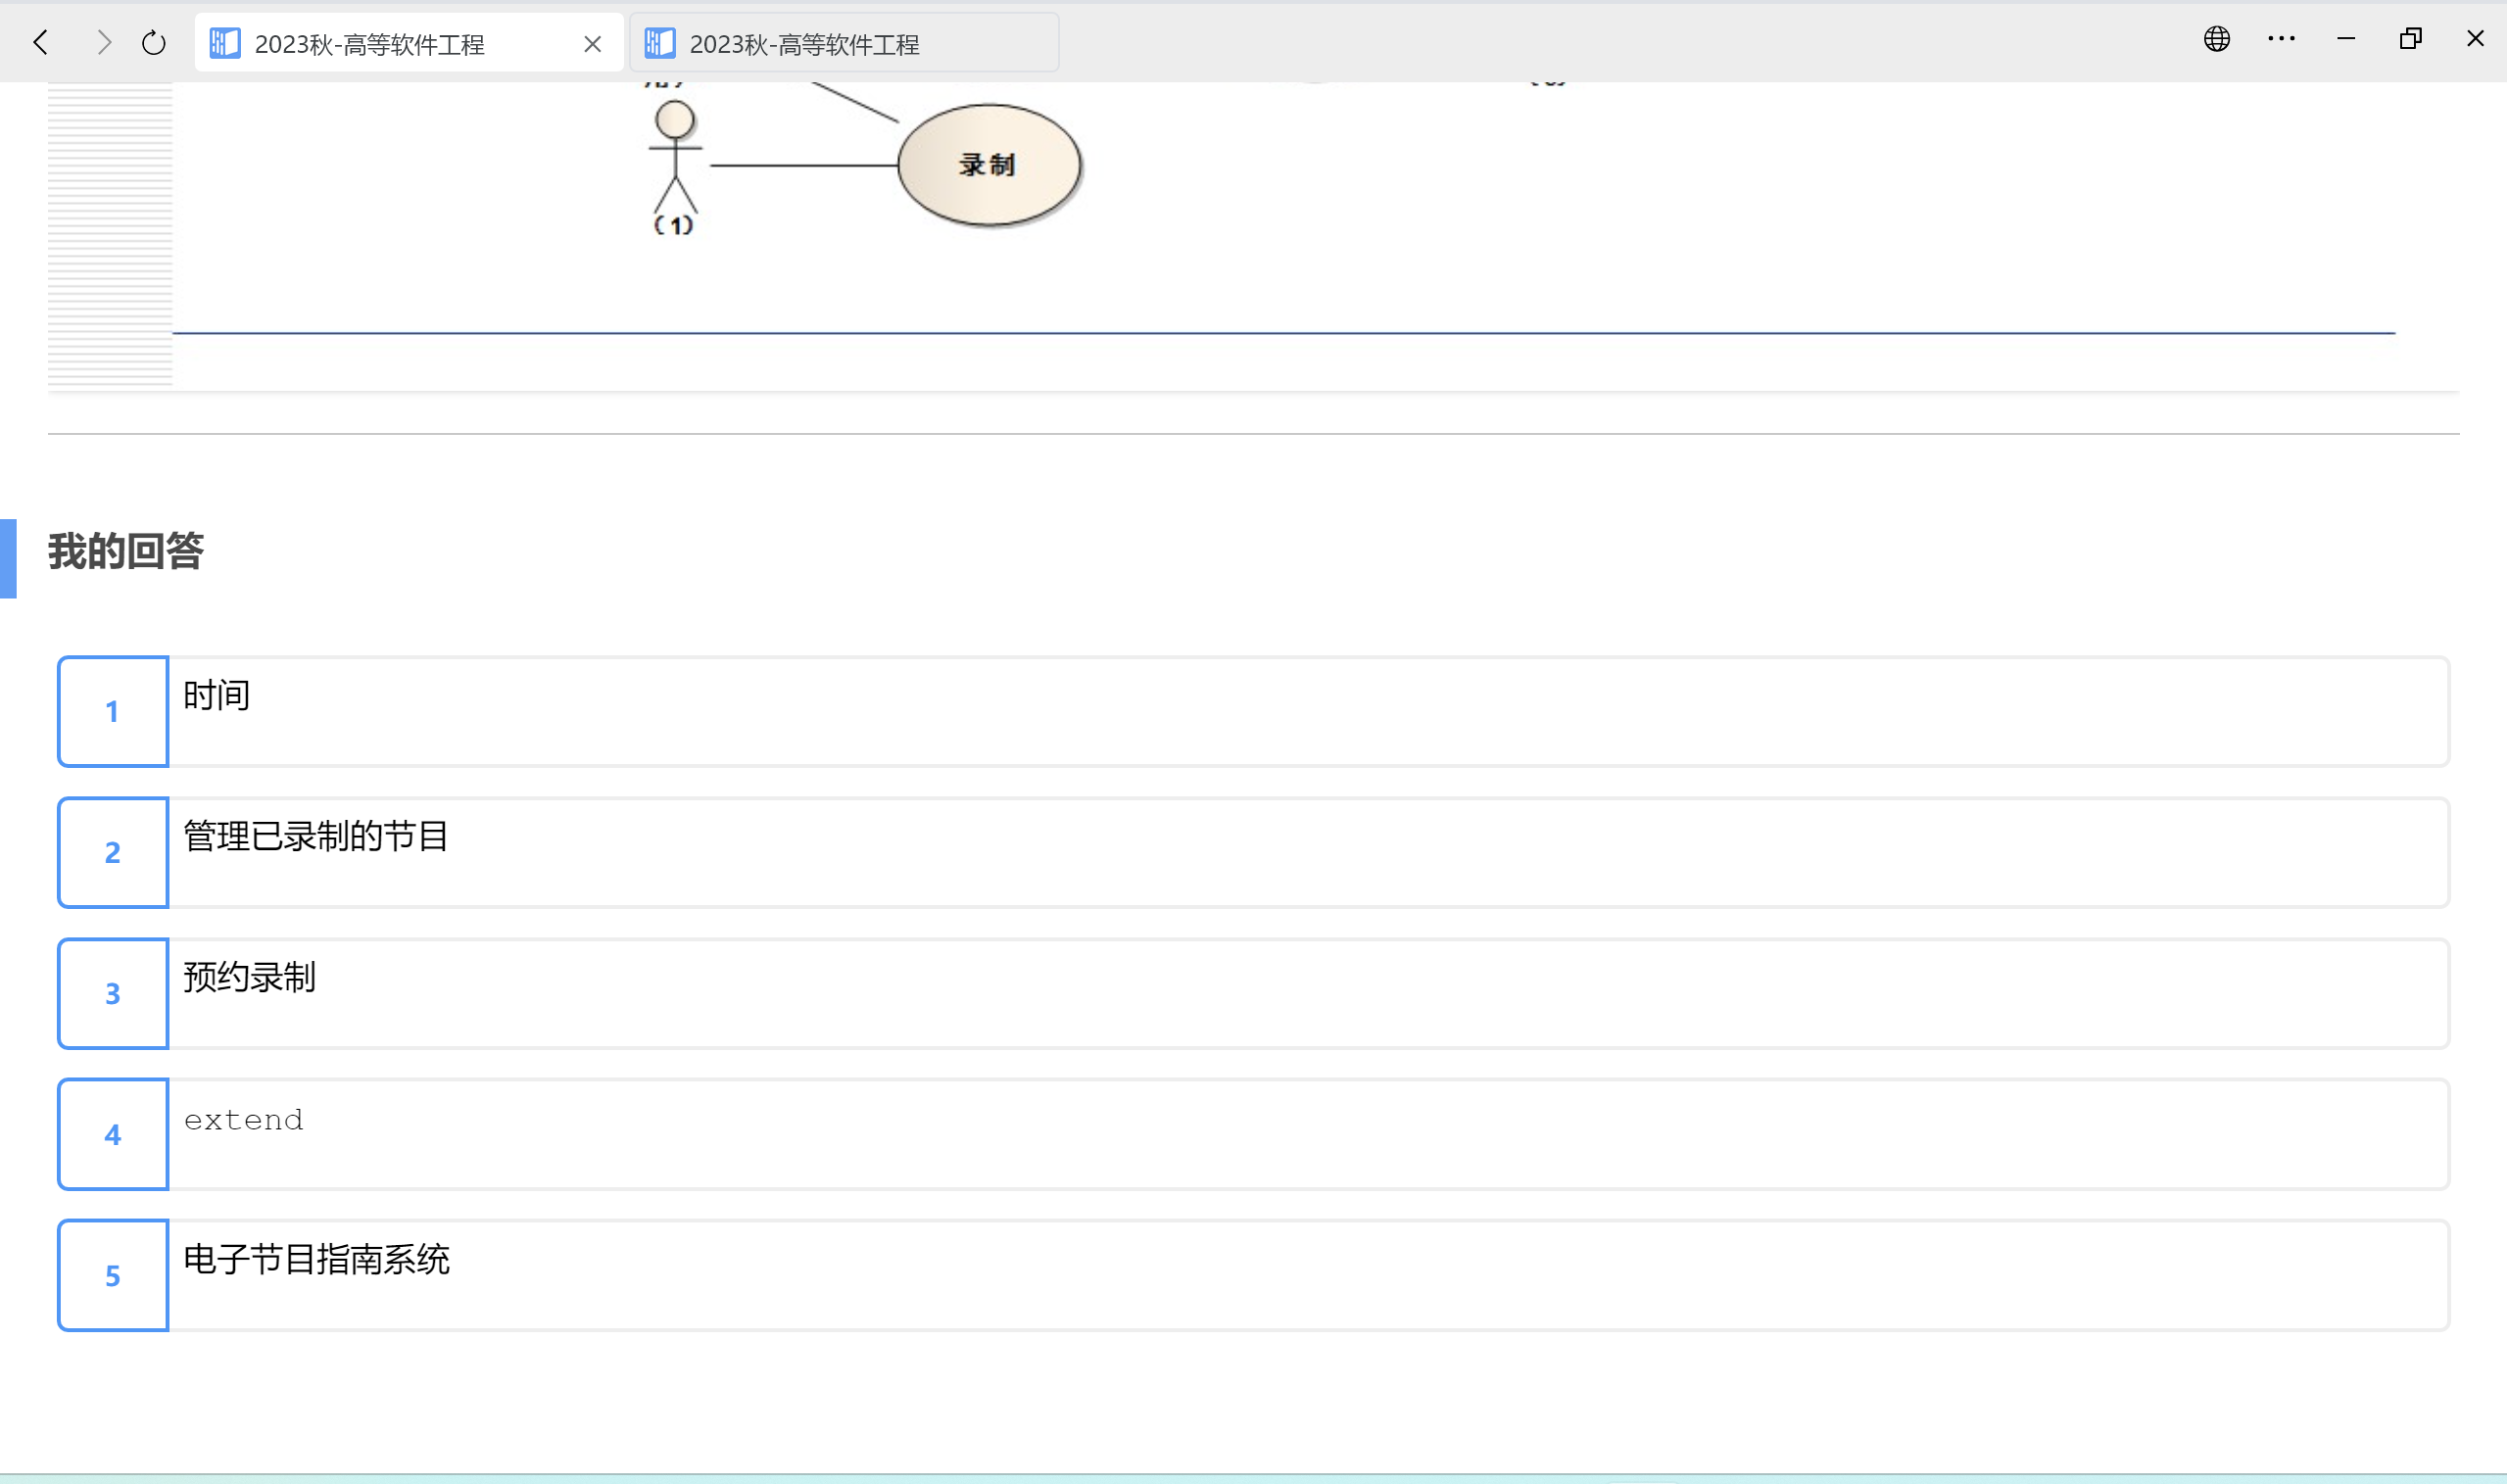 2023秋-高等软件工程
2023秋-高等软件工程
录制
(1)
我的回答
1
时间
2
管理已录制的节目
3
预约录制
4
extend
5
电子节目指南系统